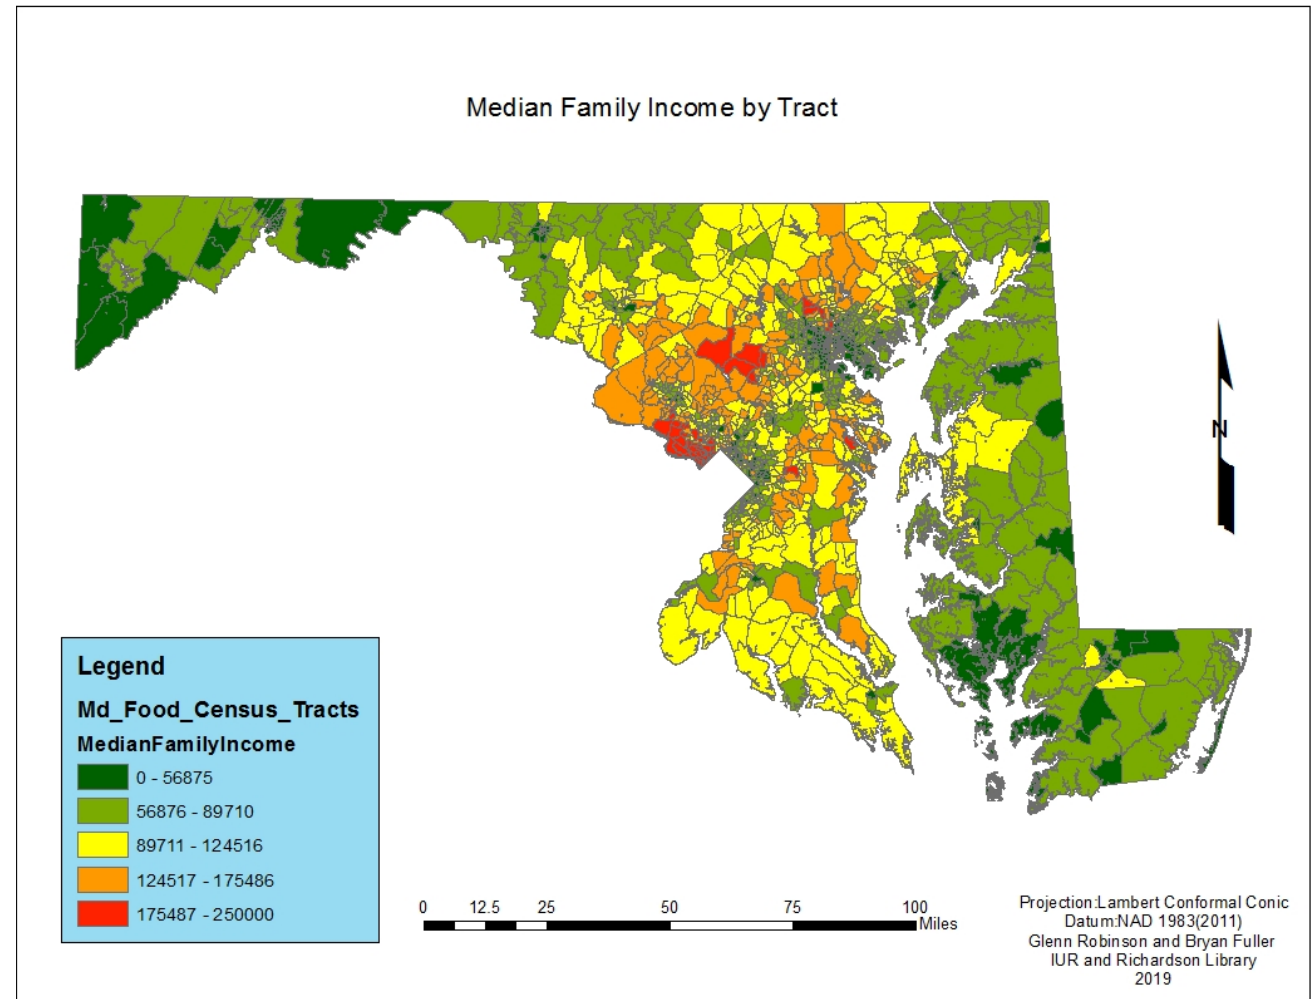 Median Family Income by Tract
N
Legend
Md_Food_Census_Tracts
MedianFamilyIncome
0 - 56875
56876 - 89710
89711 - 124516
124517 - 175486
175487 - 250000
0 12.5 25 50 75 100
Miles
Projection:Lambert Conformal Conic
Datum:NAD 1983(2011)
Glenn Robinson and Bryan Fuller
IUR and Richardson Library
2019